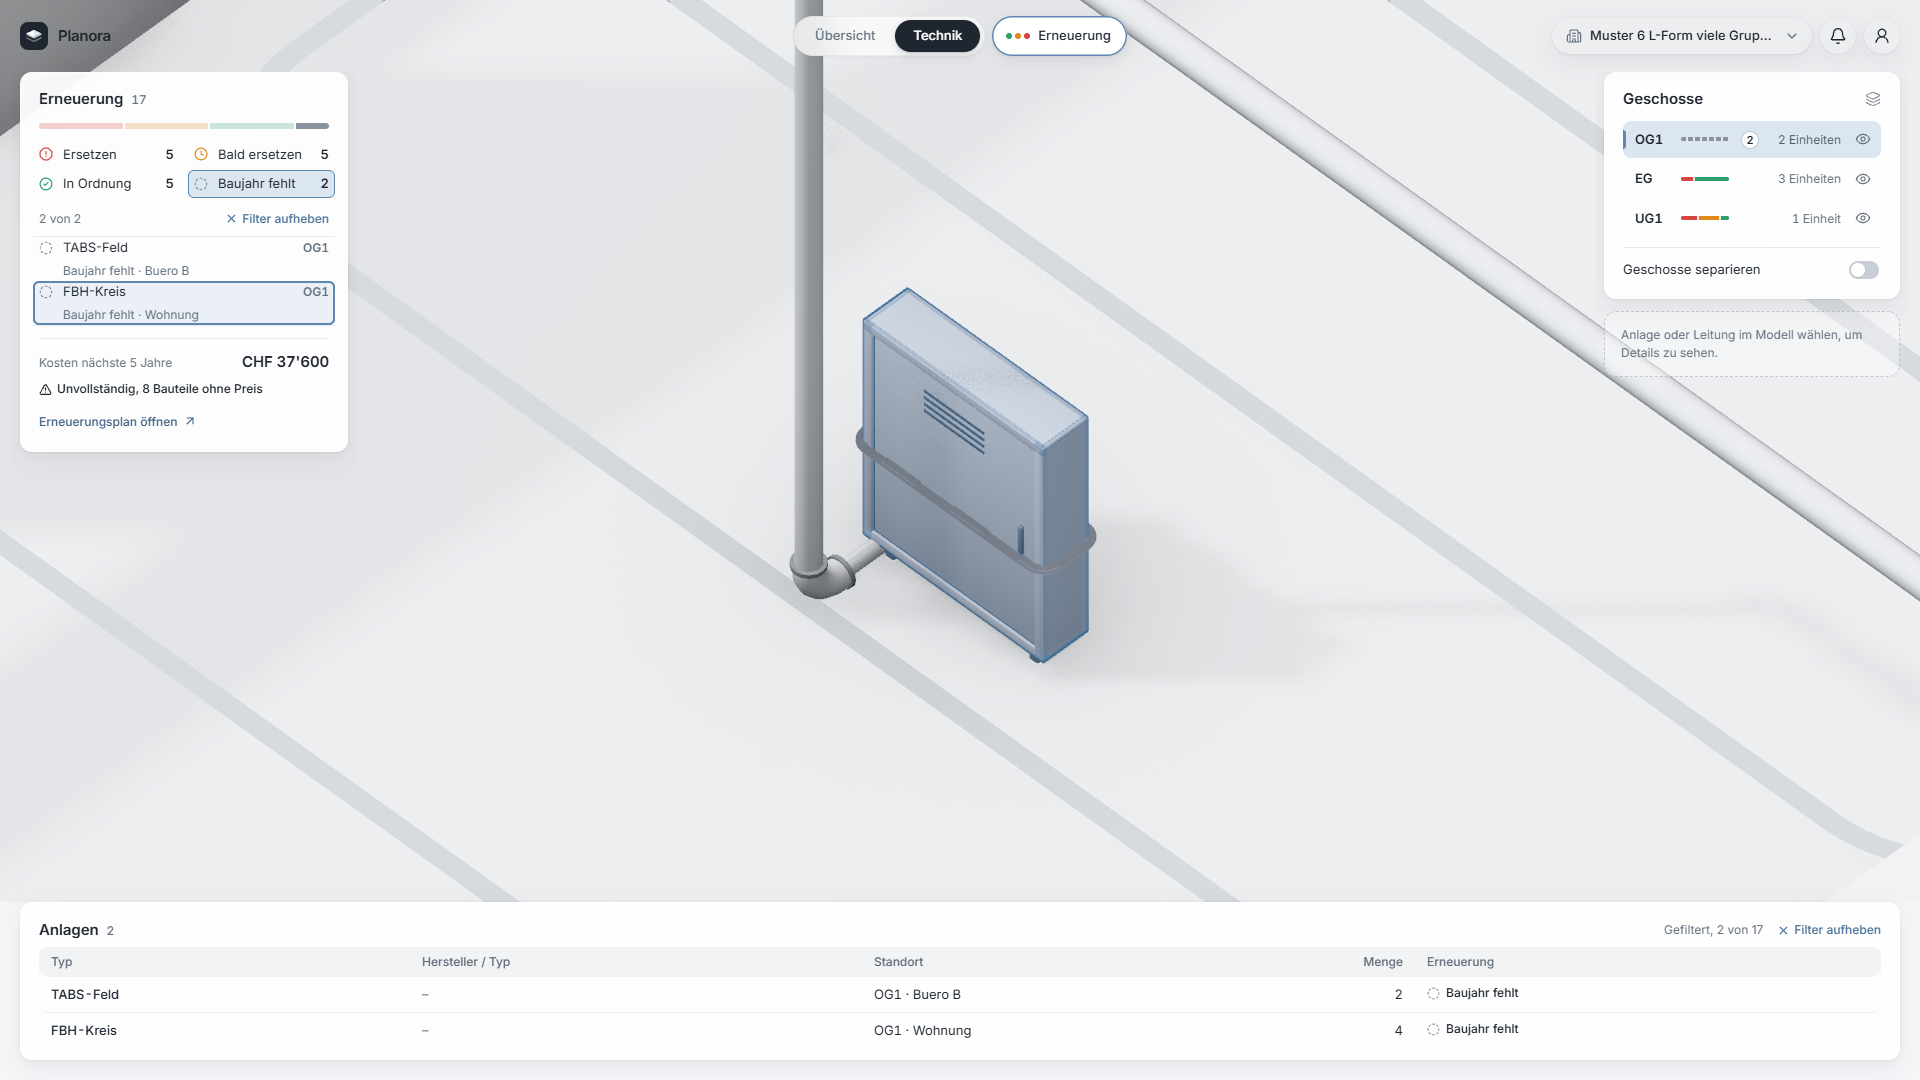 Planora
Übersicht
Technik
Erneuerung
Muster 6 L-Form viele Grup...
Erneuerung 17
Ersetzen 5
Bald ersetzen 5
In Ordnung 5
Baujahr fehlt 2
2 von 2
Filter aufheben
TABS-Feld OG1
Baujahr fehlt · Buero B
FBH-Kreis OG1
Baujahr fehlt · Wohnung
Kosten nächste 5 Jahre CHF 37'600
Unvollständig, 8 Bauteile ohne Preis
Erneuerungsplan öffnen
Geschosse
OG1 2 2 Einheiten
EG 3 Einheiten
UG1 1 Einheit
Geschosse separieren
Anlage oder Leitung im Modell wählen, um
Details zu sehen.
Anlagen 2
Gefiltert, 2 von 17 Filter aufheben
Typ Hersteller / Typ Standort Menge Erneuerung
TABS-Feld – OG1 · Buero B 2 Baujahr fehlt
FBH-Kreis – OG1 · Wohnung 4 Baujahr fehlt